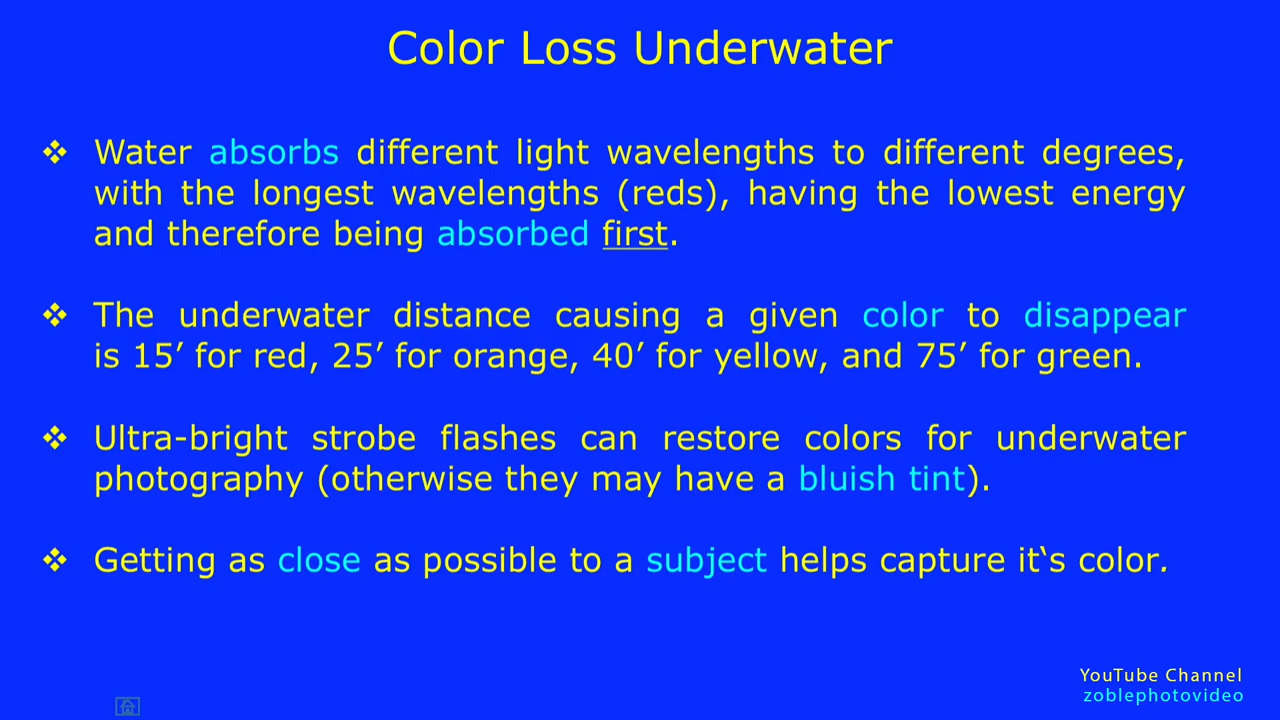 Color Loss Underwater
❖ Water absorbs different light wavelengths to different degrees,
with the longest wavelengths (reds), having the lowest energy
and therefore being absorbed first.
❖ The underwater distance causing a given color to disappear
is 15′ for red, 25′ for orange, 40′ for yellow, and 75′ for green.
❖ Ultra-bright strobe flashes can restore colors for underwater
photography (otherwise they may have a bluish tint).
❖ Getting as close as possible to a subject helps capture it‛s color.
YouTube Channel
zoblephotovideo